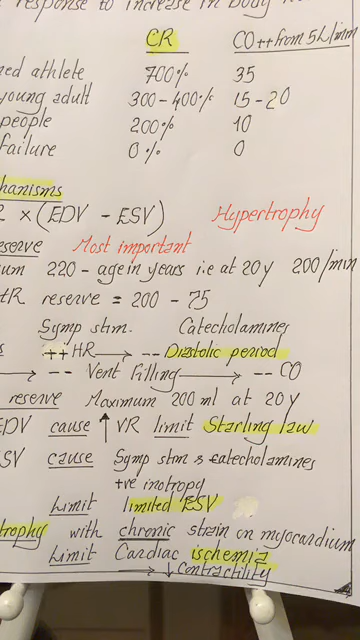 response to increase in body
CR CO ++ from 5L/min
ned athlete 700% 35
young adult 300 - 400% 15 - 20
people 200% 10
failure 0% 0
chanisms
x (EDV - ESV) Hypertrophy
eserve Most important
um 220 - age in years i.e at 20 y 200/min
HR reserve = 200 - 75
Symp stim. Catecholamines
++ HR → -- Diastolic period
→ -- Vent filling → -- CO
reserve Maximum 200 ml at 20 y
EDV cause ↑ VR limit Starling law
SV cause Symp stm & catecholamines
+ve inotropy
Limit limited ESV
trophy with chronic strain on myocardium
Limit Cardiac ischemia
→ ↓ contractility